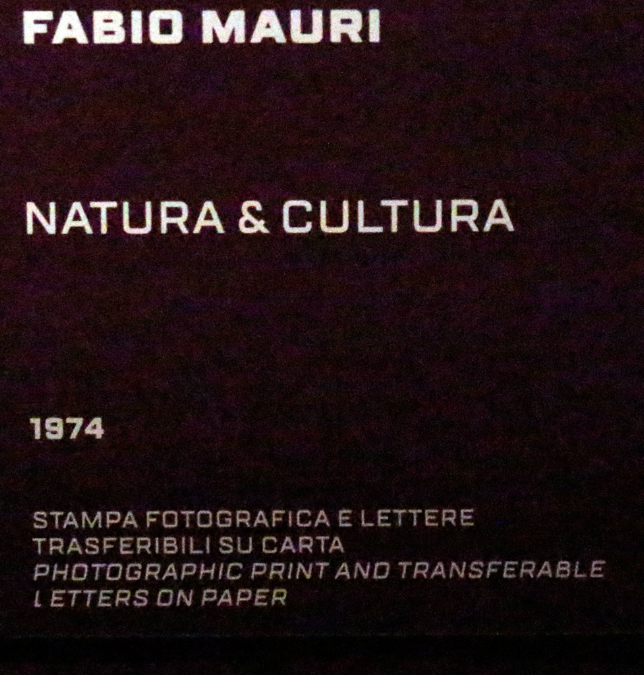 FABIO MAURI
NATURA & CULTURA
1974
STAMPA FOTOGRAFICA E LETTERE
TRASFERIBILI SU CARTA
PHOTOGRAPHIC PRINT AND TRANSFERABLE
LETTERS ON PAPER